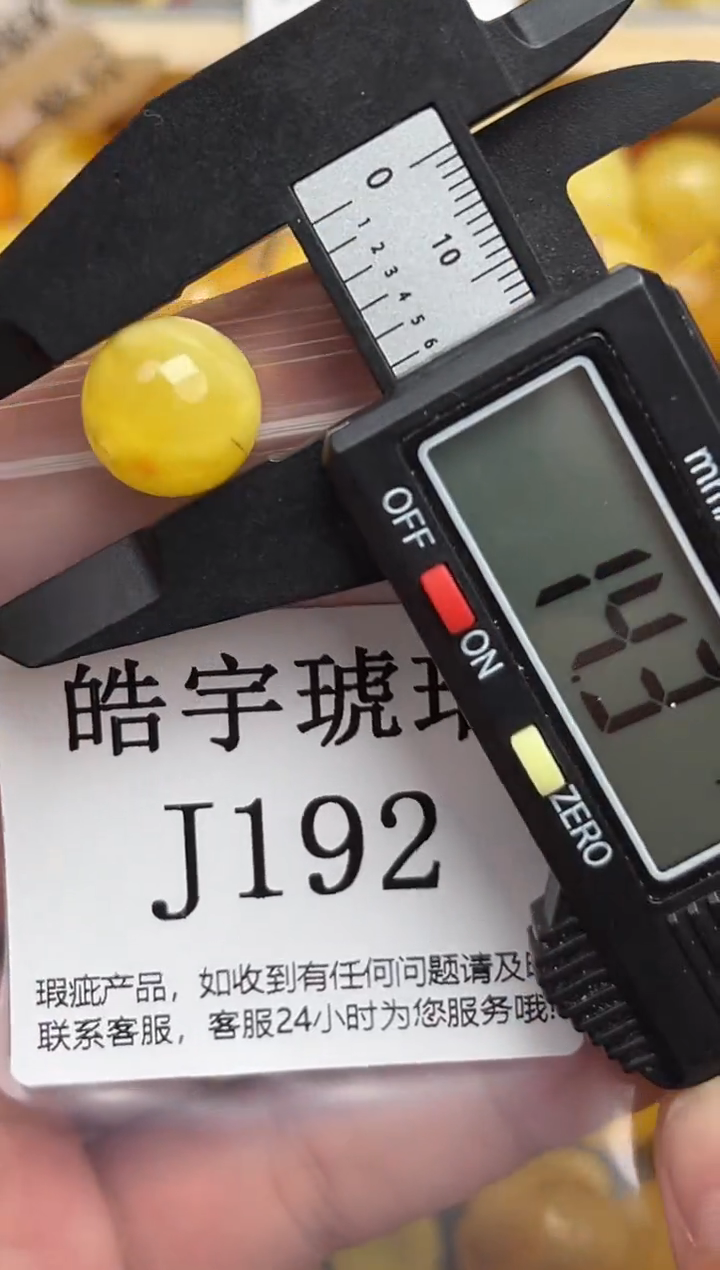 0
10
1 2 3 4 5 6
OFF
ON
ZERO
14.3
皓宇琥
J192
瑕疵产品，如收到有任何问题请及
联系客服，客服24小时为您服务哦!